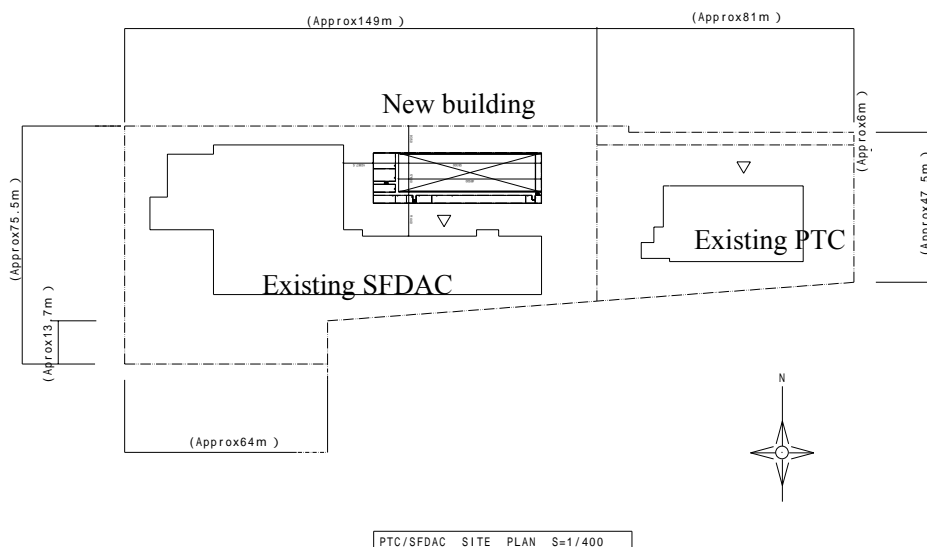 (Approx149m )
(Approx81m )
New building
(Approx6m )
(Approx75.5m )
(Approx47.5m )
Existing PTC
Existing SFDAC
(Aprox13.7m )
N
(Approx64m )
PTC/SFDAC SITE PLAN S=1/400